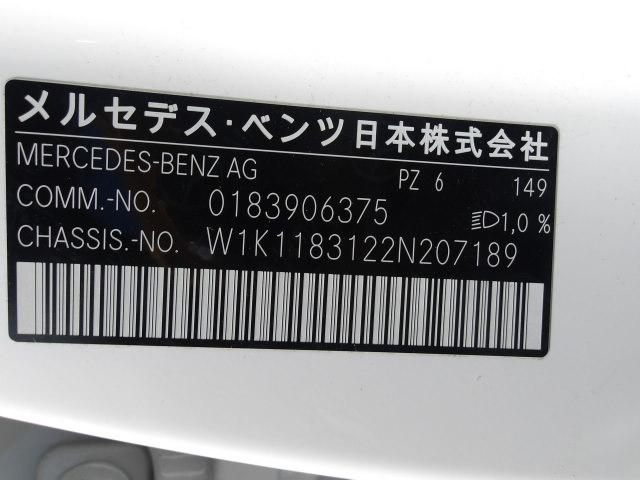 メルセデス・ベンツ日本株式会社
MERCEDES-BENZ AG PZ 6 149
COMM.-NO. 0183906375 1,0 %
CHASSIS.-NO. W1K1183122N207189